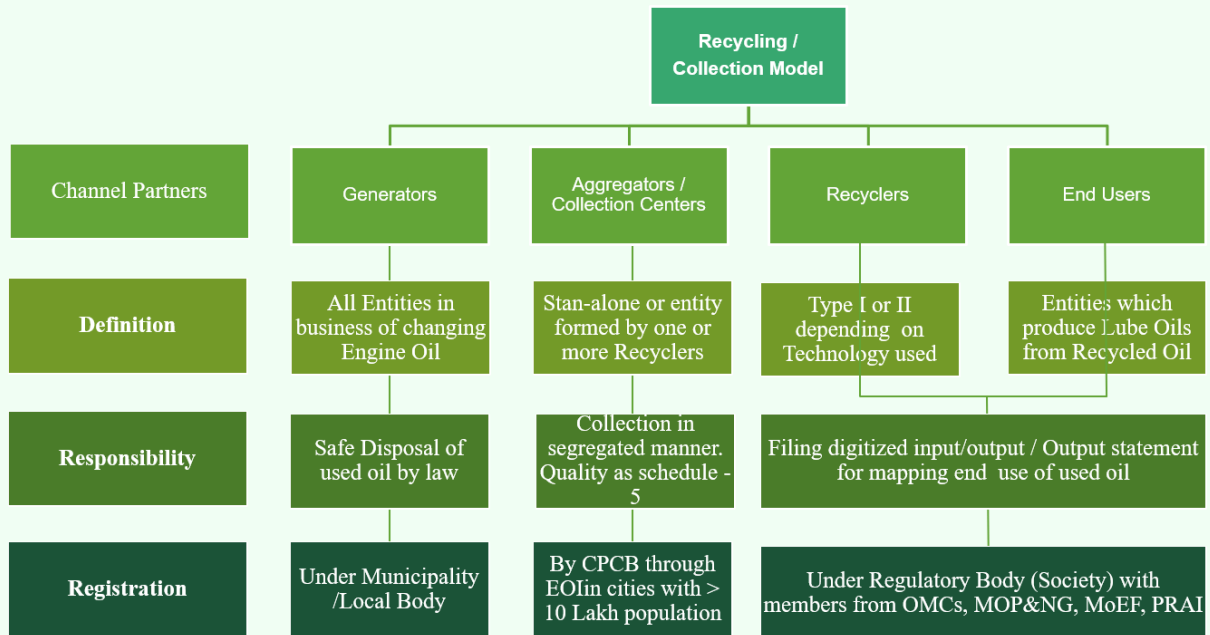 Recycling /
Collection Model
Channel Partners
Generators
Aggregators /
Collection Centers
Recyclers
End Users
Definition
All Entities in
business of changing
Engine Oil
Stan-alone or entity
formed by one or
more Recyclers
Type I or II
depending on
Technology used
Entities which
produce Lube Oils
from Recycled Oil
Responsibility
Safe Disposal of
used oil by law
Collection in
segregated manner.
Quality as schedule -
5
Filing digitized input/output / Output statement
for mapping end use of used oil
Registration
Under Municipality
/Local Body
By CPCB through
EOIin cities with >
10 Lakh population
Under Regulatory Body (Society) with
members from OMCs, MOP&NG, MoEF, PRAI